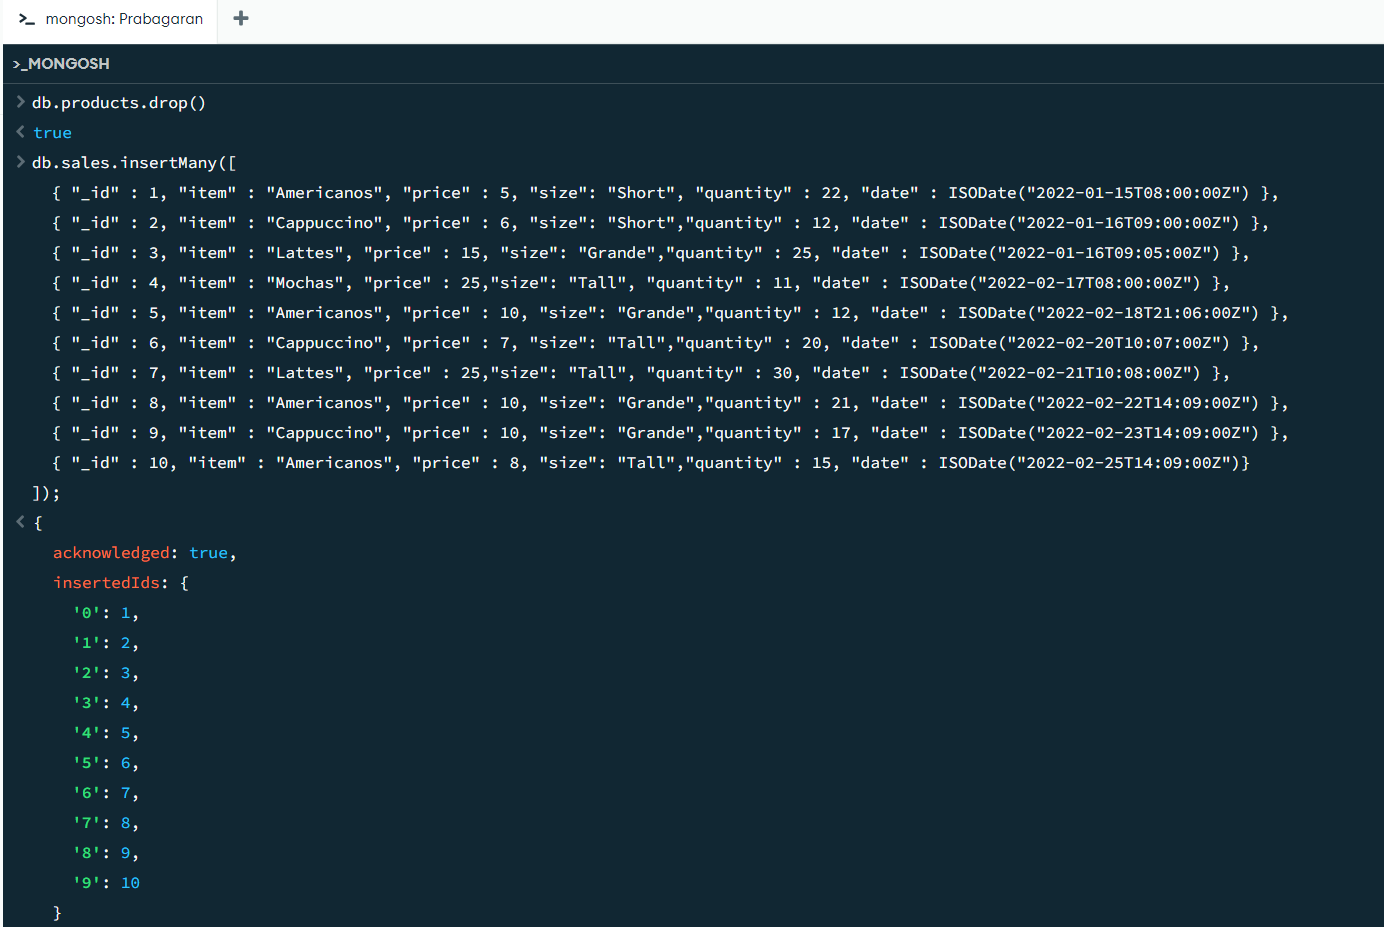 >_ mongosh: Prabagaran +
>_MONGOSH
> db.products.drop()
< true
> db.sales.insertMany([
{ "_id" : 1, "item" : "Americanos", "price" : 5, "size": "Short", "quantity" : 22, "date" : ISODate("2022-01-15T08:00:00Z") },
{ "_id" : 2, "item" : "Cappuccino", "price" : 6, "size": "Short","quantity" : 12, "date" : ISODate("2022-01-16T09:00:00Z") },
{ "_id" : 3, "item" : "Lattes", "price" : 15, "size": "Grande","quantity" : 25, "date" : ISODate("2022-01-16T09:05:00Z") },
{ "_id" : 4, "item" : "Mochas", "price" : 25,"size": "Tall", "quantity" : 11, "date" : ISODate("2022-02-17T08:00:00Z") },
{ "_id" : 5, "item" : "Americanos", "price" : 10, "size": "Grande","quantity" : 12, "date" : ISODate("2022-02-18T21:06:00Z") },
{ "_id" : 6, "item" : "Cappuccino", "price" : 7, "size": "Tall","quantity" : 20, "date" : ISODate("2022-02-20T10:07:00Z") },
{ "_id" : 7, "item" : "Lattes", "price" : 25,"size": "Tall", "quantity" : 30, "date" : ISODate("2022-02-21T10:08:00Z") },
{ "_id" : 8, "item" : "Americanos", "price" : 10, "size": "Grande","quantity" : 21, "date" : ISODate("2022-02-22T14:09:00Z") },
{ "_id" : 9, "item" : "Cappuccino", "price" : 10, "size": "Grande","quantity" : 17, "date" : ISODate("2022-02-23T14:09:00Z") },
{ "_id" : 10, "item" : "Americanos", "price" : 8, "size": "Tall","quantity" : 15, "date" : ISODate("2022-02-25T14:09:00Z")}
]);
< {
acknowledged: true,
insertedIds: {
'0': 1,
'1': 2,
'2': 3,
'3': 4,
'4': 5,
'5': 6,
'6': 7,
'7': 8,
'8': 9,
'9': 10
}